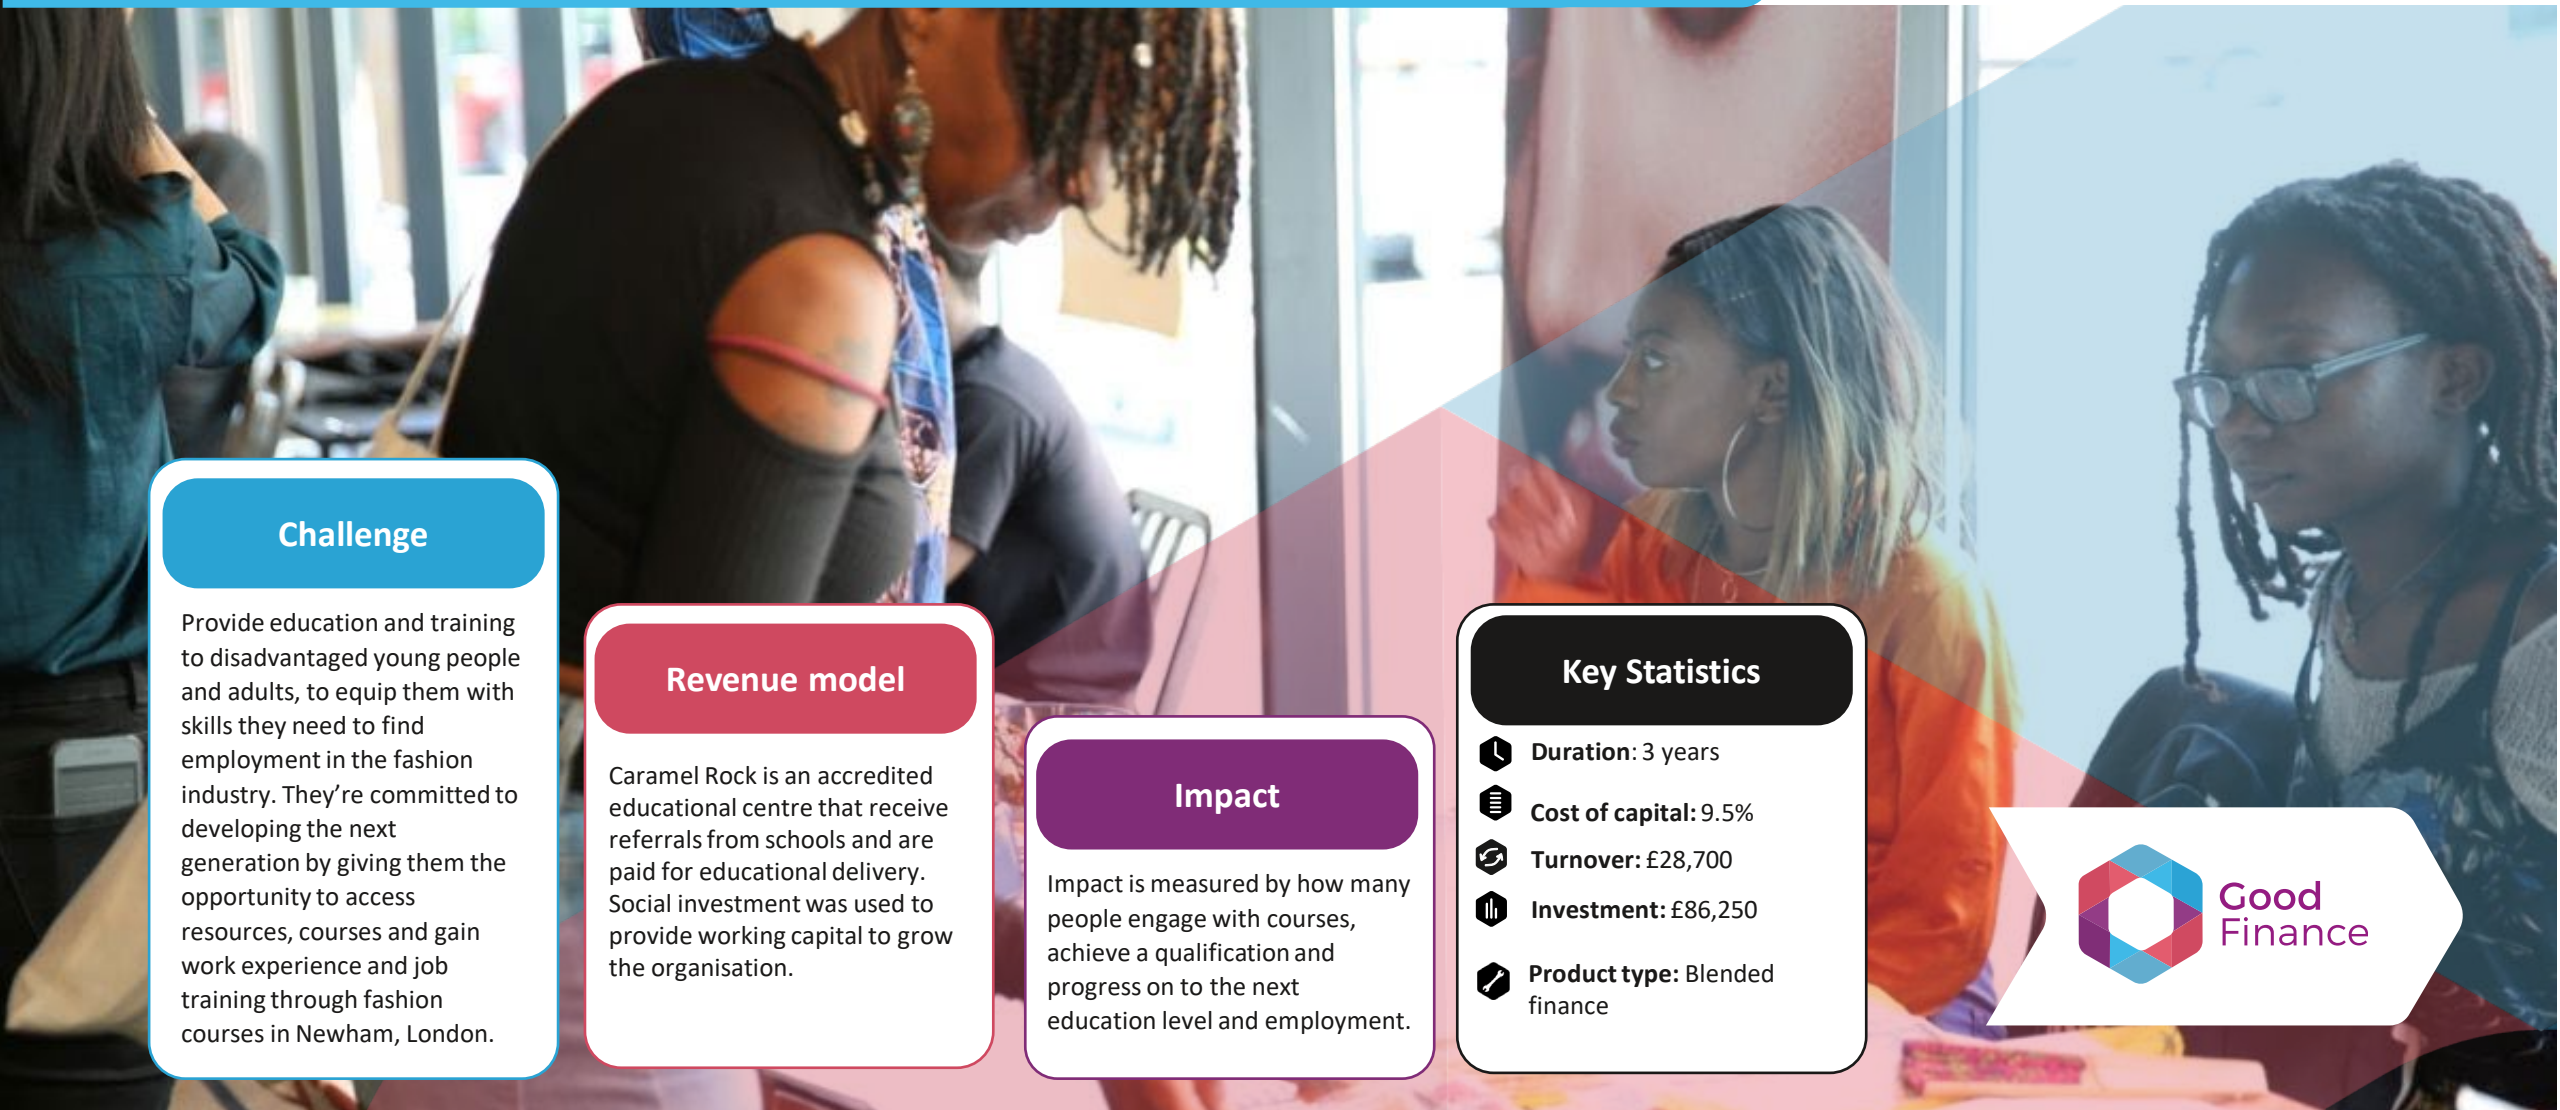 Challenge
Provide education and training
to disadvantaged young people
and adults, to equip them with
skills they need to find
employment in the fashion
industry. They’re committed to
developing the next
generation by giving them the
opportunity to access
resources, courses and gain
work experience and job
training through fashion
courses in Newham, London.
Revenue model
Caramel Rock is an accredited
educational centre that receive
referrals from schools and are
paid for educational delivery.
Social investment was used to
provide working capital to grow
the organisation.
Impact
Impact is measured by how many
people engage with courses,
achieve a qualification and
progress on to the next
education level and employment.
Key Statistics
Duration: 3 years
Cost of capital: 9.5%
Turnover: £28,700
Investment: £86,250
Product type: Blended
finance
Good
Finance